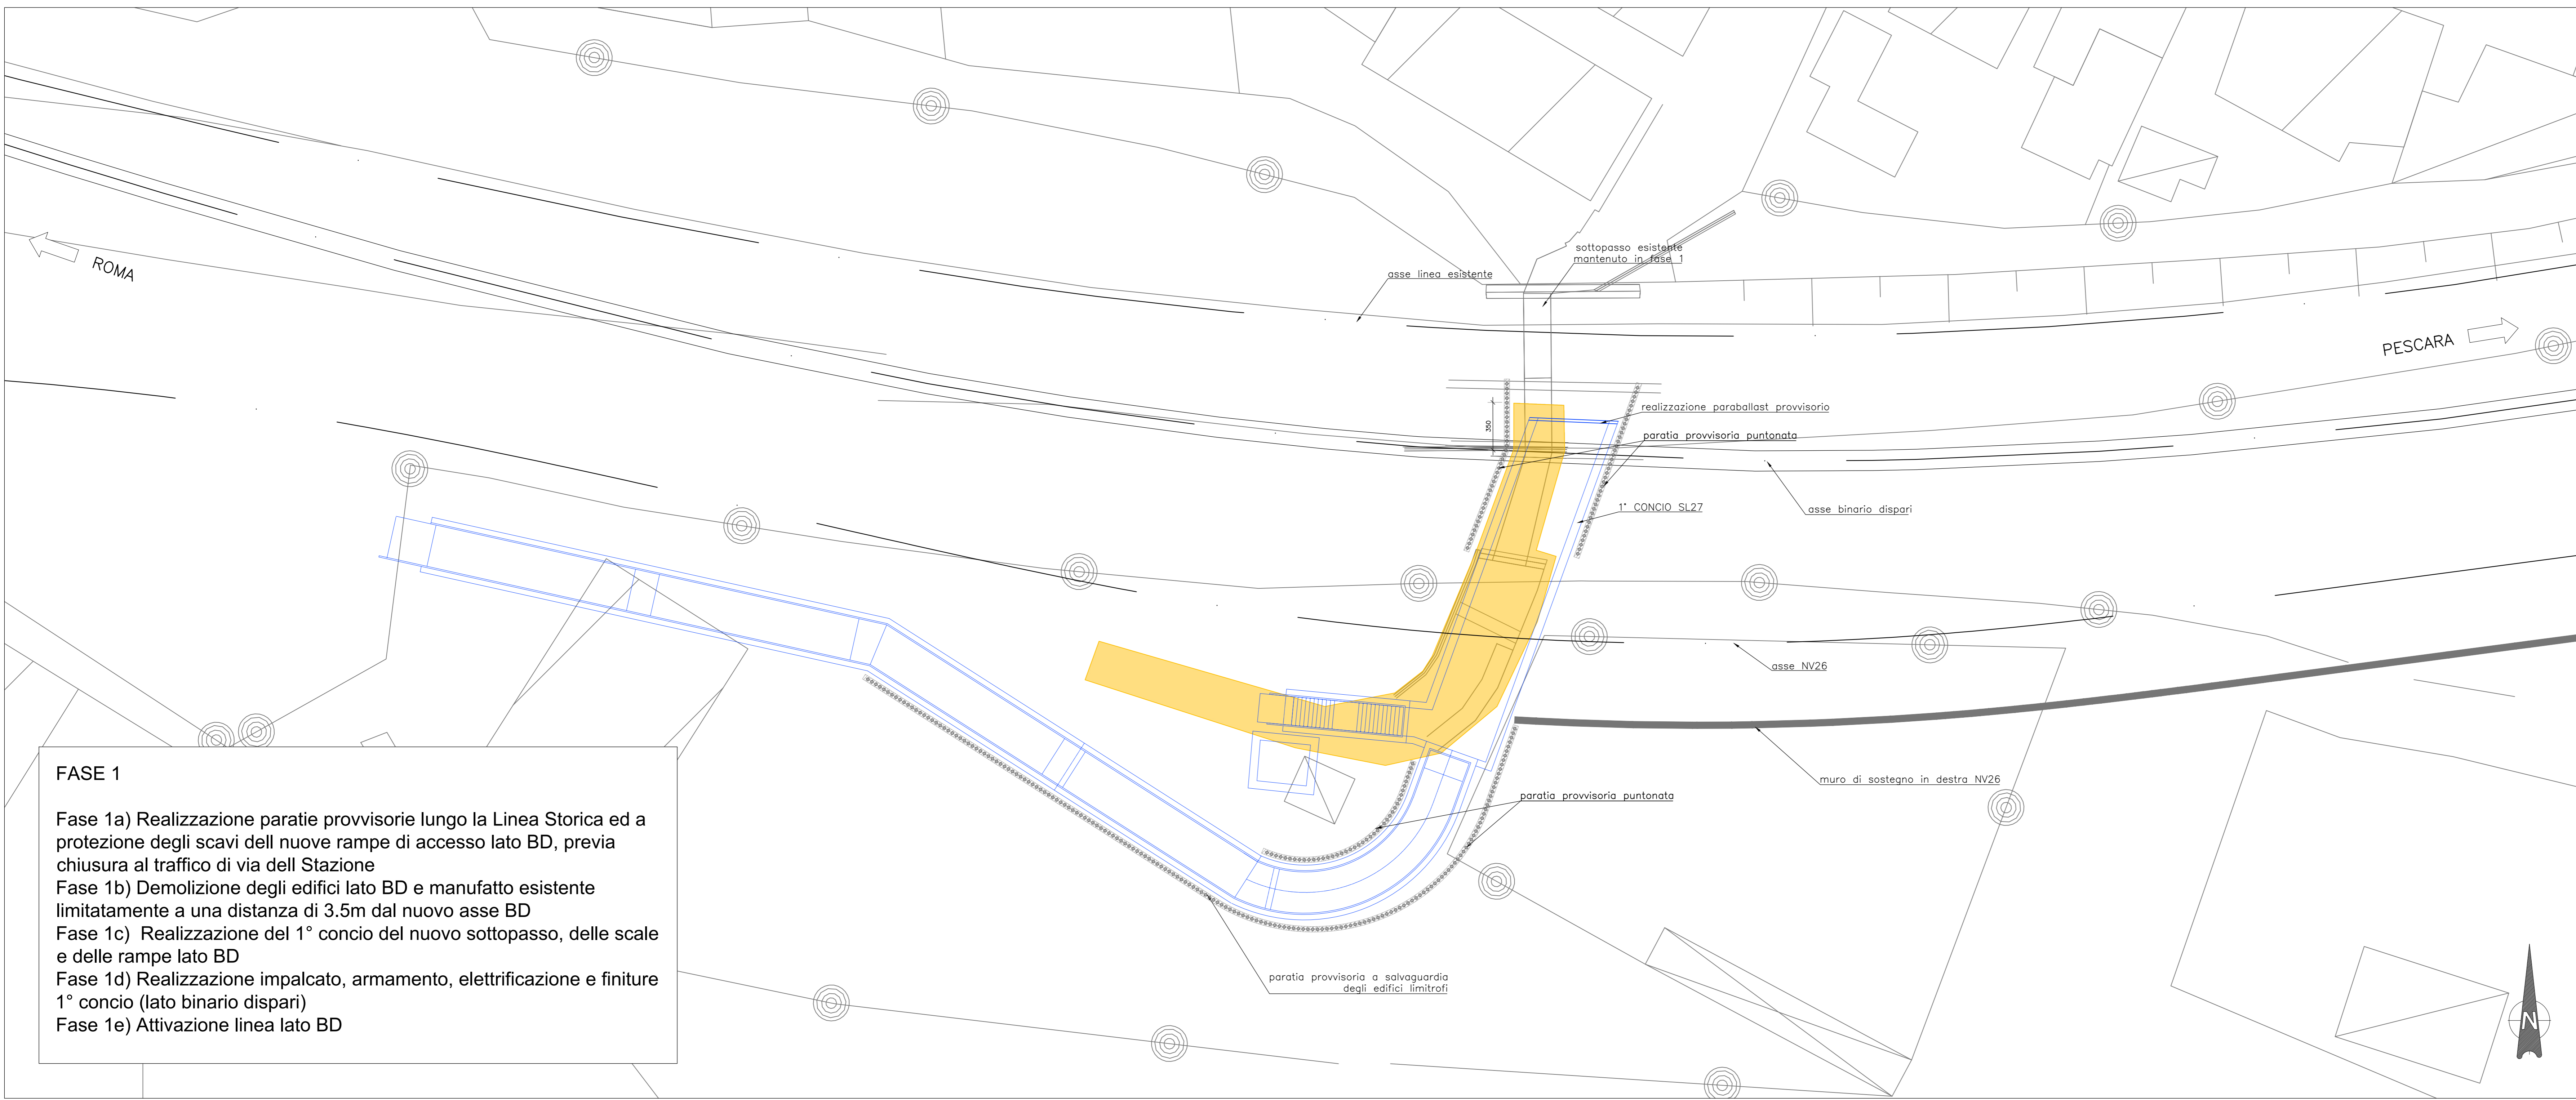 sottopasso esistente
mantenuto in fase 1
asse linea esistente
ROMA
PESCARA
350
realizzazione paraballast provvisorio
paratia provvisoria puntonata
1° CONCIO SL27
asse binario dispari
asse NV26
muro di sostegno in destra NV26
paratia provvisoria puntonata
paratia provvisoria a salvaguardia
degli edifici limitrofi
FASE 1
Fase 1a) Realizzazione paratie provvisorie lungo la Linea Storica ed a
protezione degli scavi dell nuove rampe di accesso lato BD, previa
chiusura al traffico di via dell Stazione
Fase 1b) Demolizione degli edifici lato BD e manufatto esistente
limitatamente a una distanza di 3.5m dal nuovo asse BD
Fase 1c)  Realizzazione del 1° concio del nuovo sottopasso, delle scale
e delle rampe lato BD
Fase 1d) Realizzazione impalcato, armamento, elettrificazione e finiture
1° concio (lato binario dispari)
Fase 1e) Attivazione linea lato BD
N